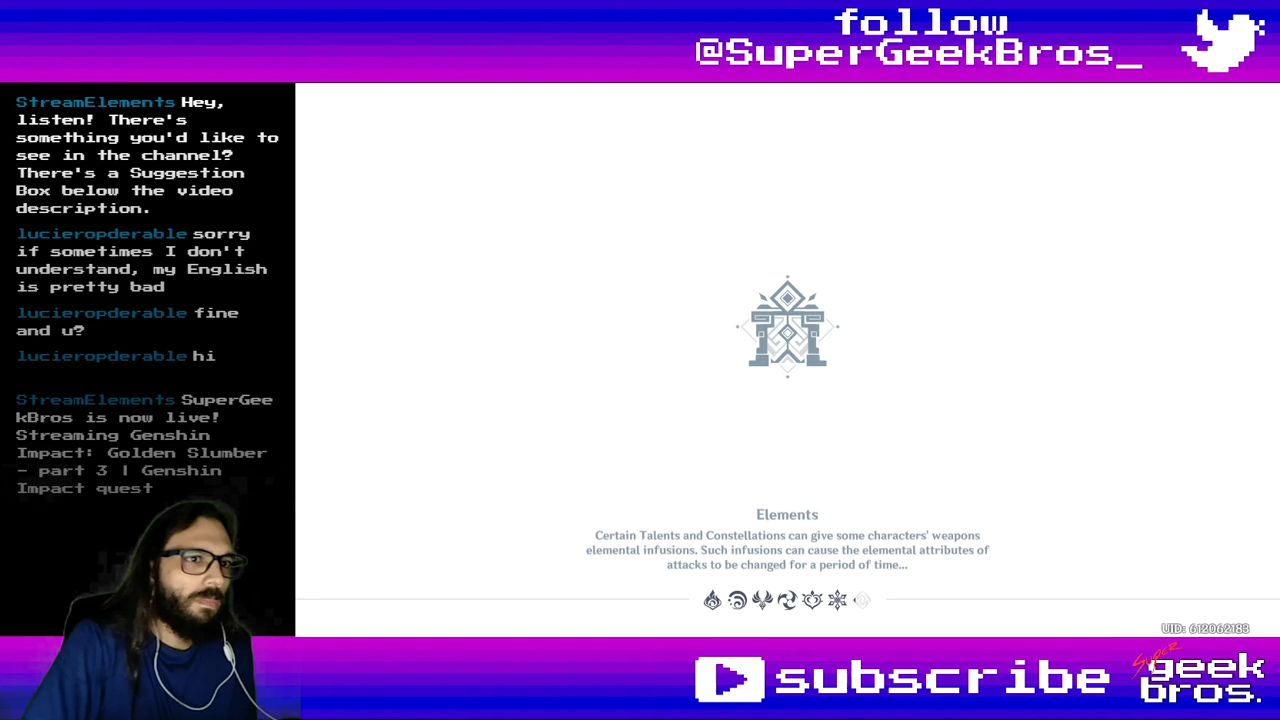 follow
@SuperGeekBros_
StreamElements Hey,
listen! There's
something you'd like to
see in the channel?
There's a Suggestion
Box below the video
description.
lucieropderable sorry
if sometimes I don't
understand, my English
is pretty bad
lucieropderable fine
and u?
lucieropderable hi
StreamElements SuperGee
kBros is now live!
Streaming Genshin
Impact: Golden Slumber
- part 3 | Genshin
Impact quest
Elements
Certain Talents and Constellations can give some characters' weapons
elemental infusions. Such infusions can cause the elemental attributes of
attacks to be changed for a period of time...
UID: 612062183
subscribe
super
geek
bros.